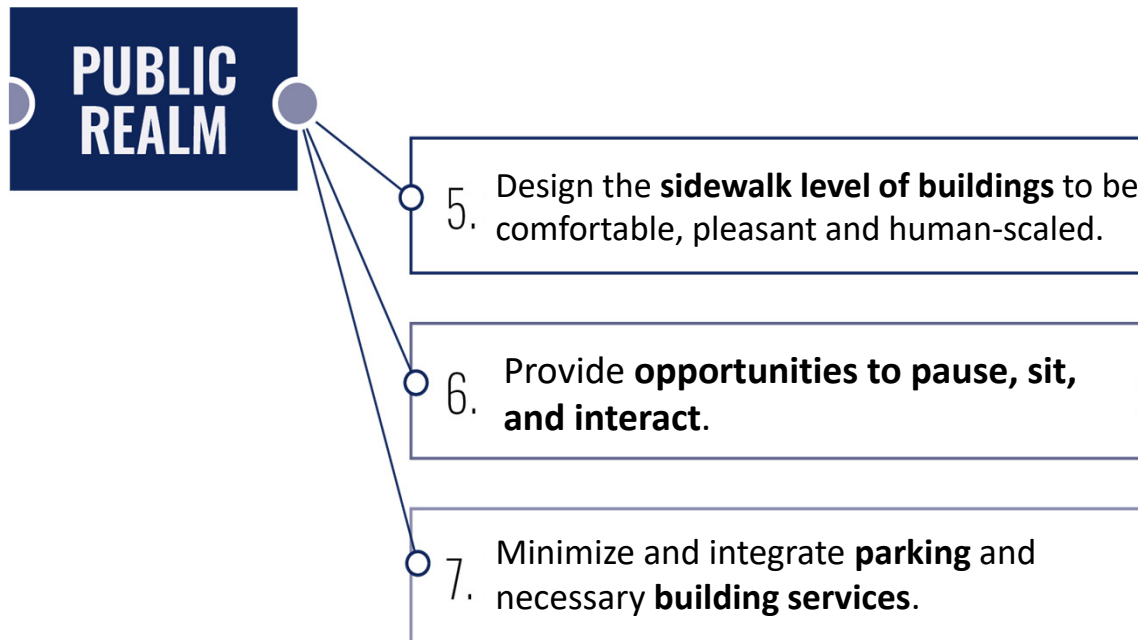 PUBLIC
REALM
5. Design the sidewalk level of buildings to be
comfortable, pleasant and human-scaled.
6. Provide opportunities to pause, sit,
and interact.
7. Minimize and integrate parking and
necessary building services.